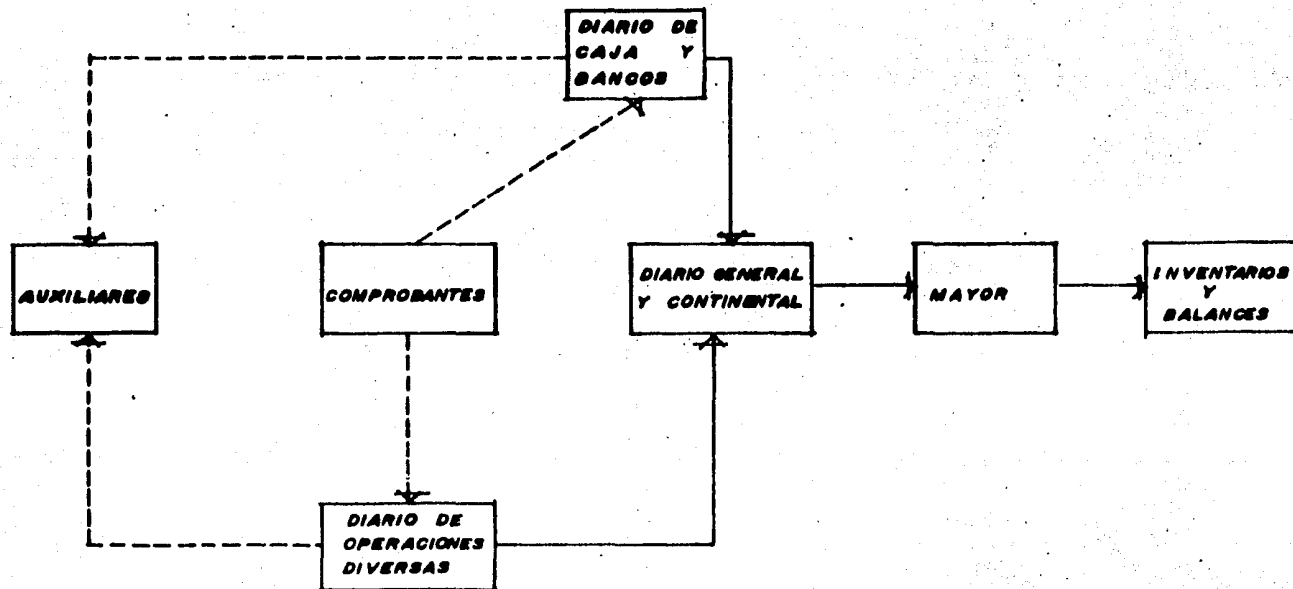 DIARIO DE
CAJA Y
BANCOS
AUXILIARES
COMPROBANTES
DIARIO GENERAL
Y CONTINENTAL
MAYOR
INVENTARIOS
Y
BALANCES
DIARIO DE
OPERACIONES
DIVERSAS